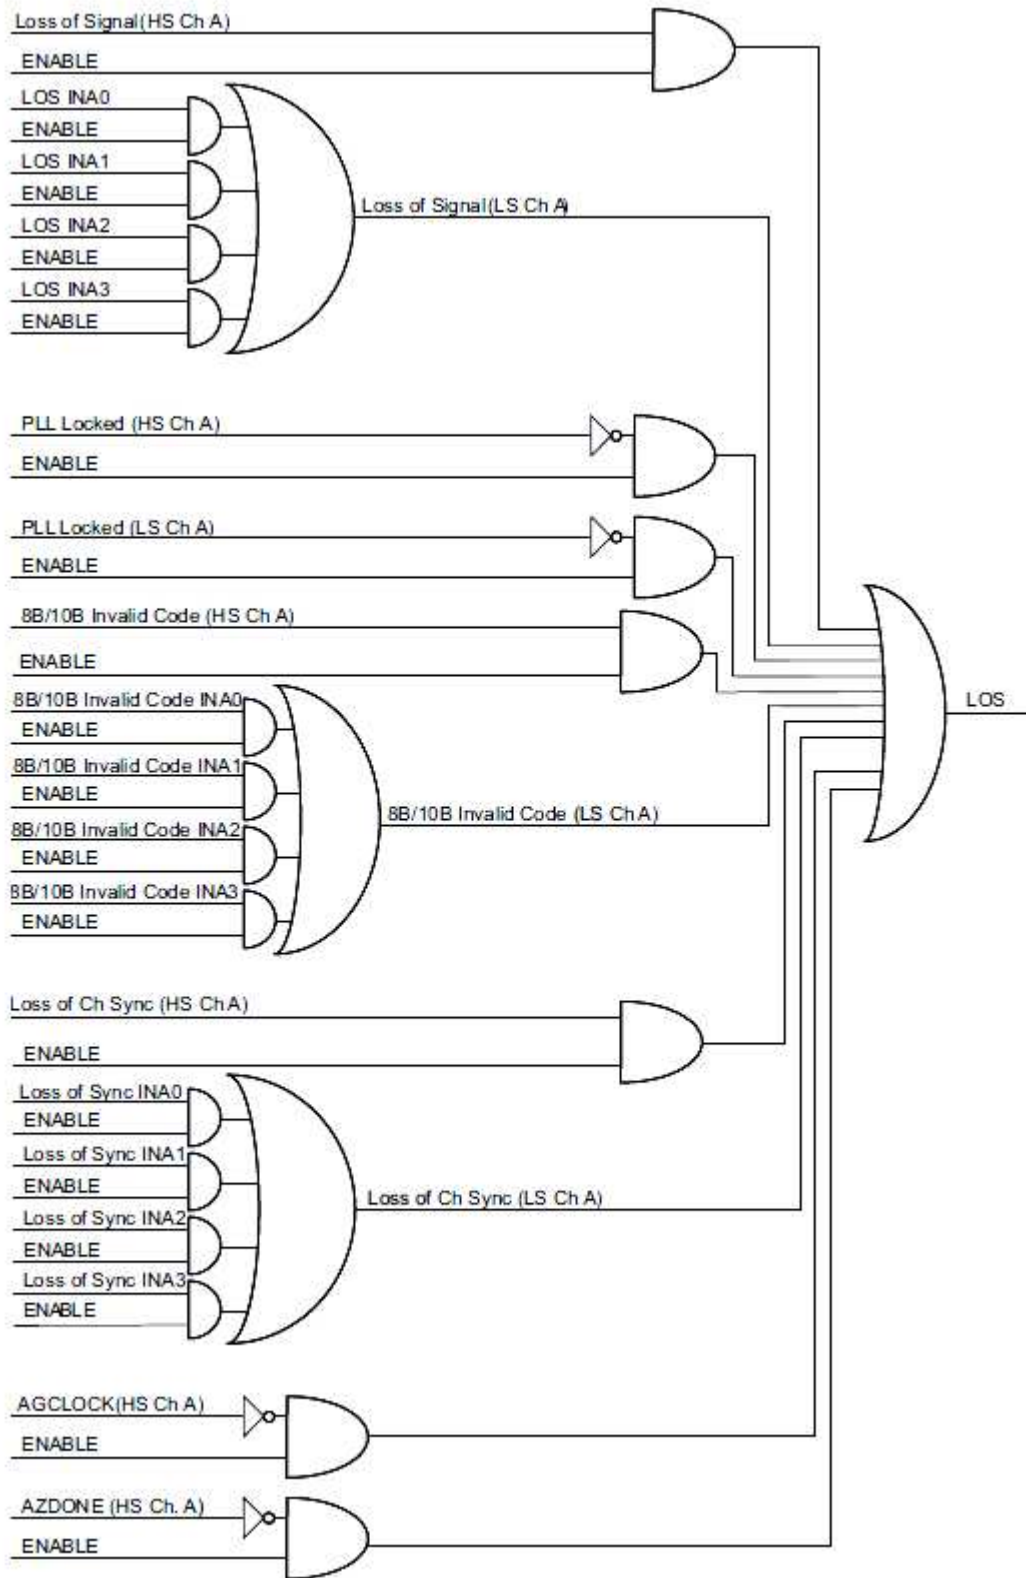 Loss of Signal(HS Ch A)
ENABLE
LOS INA0
ENABLE
LOS INA1
ENABLE
LOS INA2
ENABLE
LOS INA3
ENABLE
Loss of Signal(LS Ch A)
PLL Locked (HS Ch A)
ENABLE
PLL Locked (LS Ch A)
ENABLE
8B/10B Invalid Code (HS Ch A)
ENABLE
8B/10B Invalid Code INA0
ENABLE
8B/10B Invalid Code INA1
ENABLE
8B/10B Invalid Code INA2
ENABLE
8B/10B Invalid Code INA3
ENABLE
8B/10B Invalid Code (LS Ch A)
LOS
Loss of Ch Sync (HS Ch A)
ENABLE
Loss of Sync INA0
ENABLE
Loss of Sync INA1
ENABLE
Loss of Sync INA2
ENABLE
Loss of Sync INA3
ENABLE
Loss of Ch Sync (LS Ch A)
AGCLOCK(HS Ch A)
ENABLE
AZDONE (HS Ch. A)
ENABLE